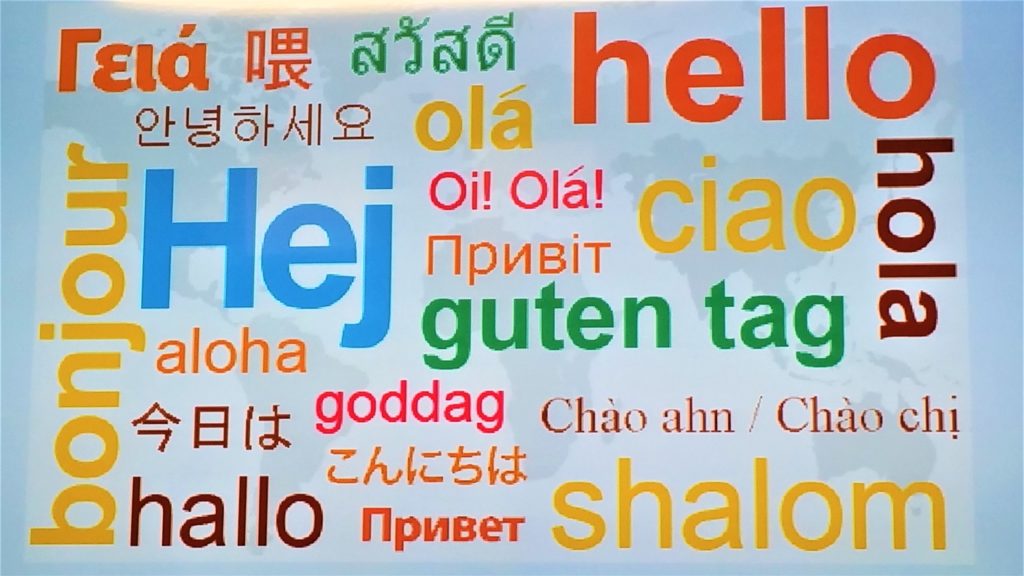 Γειά
喂
สวัสดี
hello
안녕하세요
olá
hola
bonjour
Hej
Oi! Olá!
ciao
Привіт
guten tag
aloha
goddag
Chào ahn / Chào chị
今日は
こんにちは
hallo
Привет
shalom